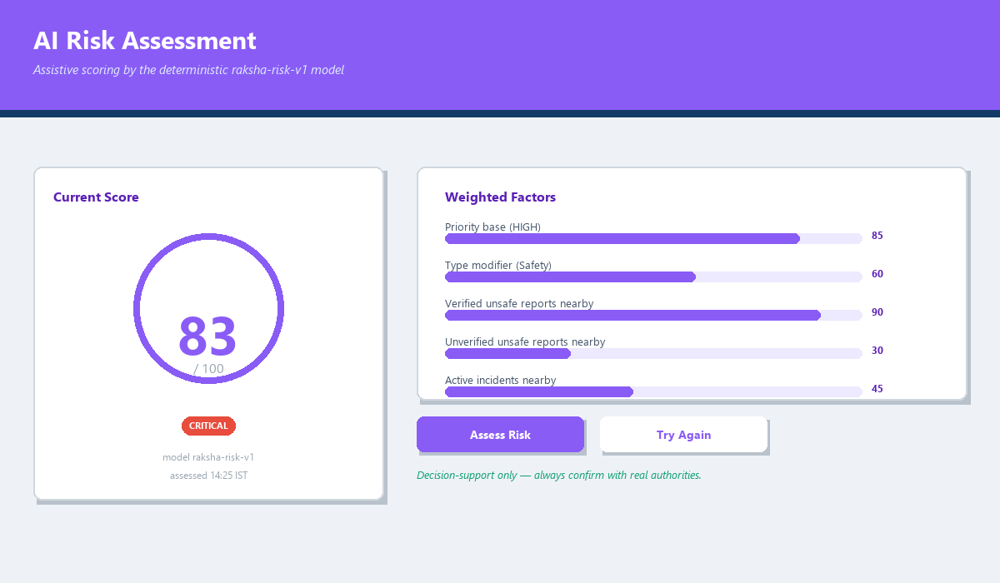 AI Risk Assessment
Assistive scoring by the deterministic raksha-risk-v1 model
Current Score
83
/ 100
CRITICAL
model raksha-risk-v1
assessed 14:25 IST
Weighted Factors
Priority base (HIGH)
85
Type modifier (Safety)
60
Verified unsafe reports nearby
90
Unverified unsafe reports nearby
30
Active incidents nearby
45
Assess Risk
Try Again
Decision-support only — always confirm with real authorities.